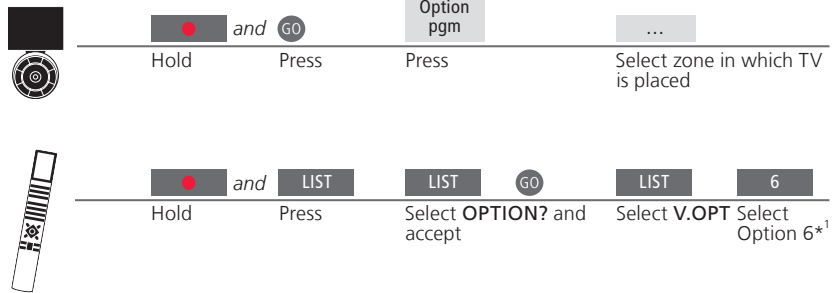 Option
pgm
and GO
...
Hold Press Press Select zone in which TV
is placed
and LIST LIST GO LIST 6
Hold Press Select OPTION? and Select V.OPT Select
accept Option 6*1